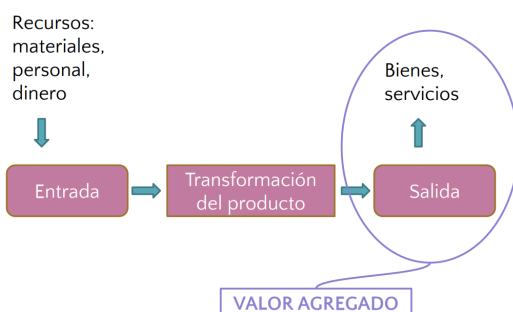 Recursos:
materiales,
personal,
dinero
Bienes,
servicios
Entrada
Transformación
del producto
Salida
VALOR AGREGADO